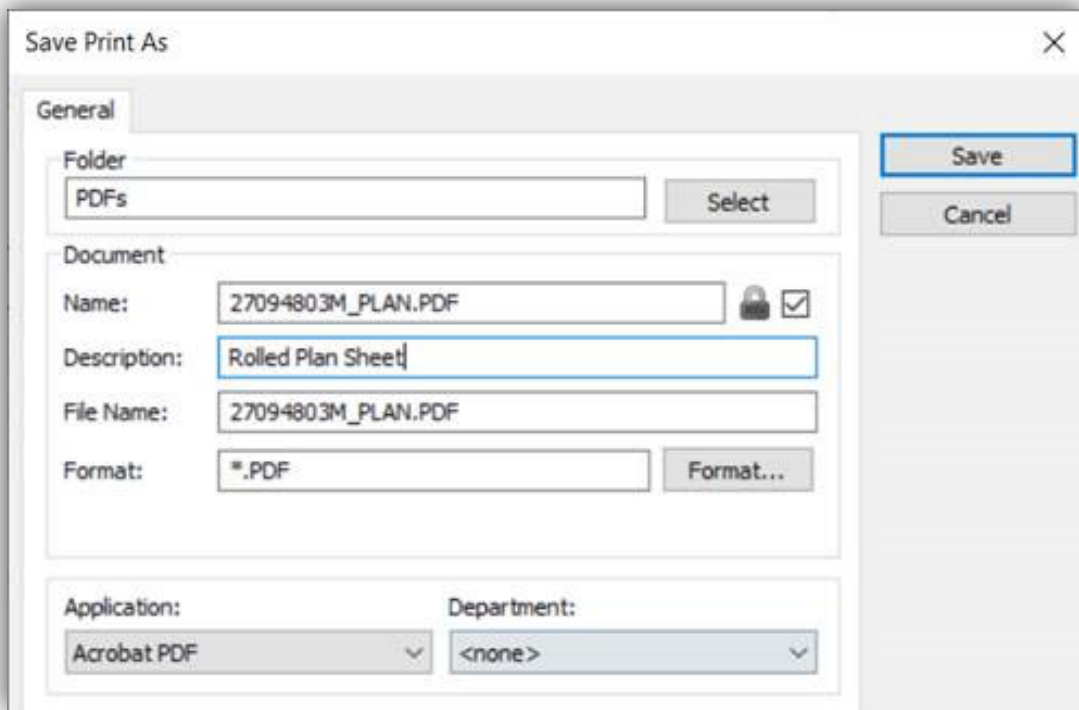 Save Print As
General
Folder
PDFs
Select
Save
Cancel
Document
Name:
27094803M_PLAN.PDF
Description:
Rolled Plan Sheet
File Name:
27094803M_PLAN.PDF
Format:
*.PDF
Format...
Application:
Department:
Acrobat PDF
<none>